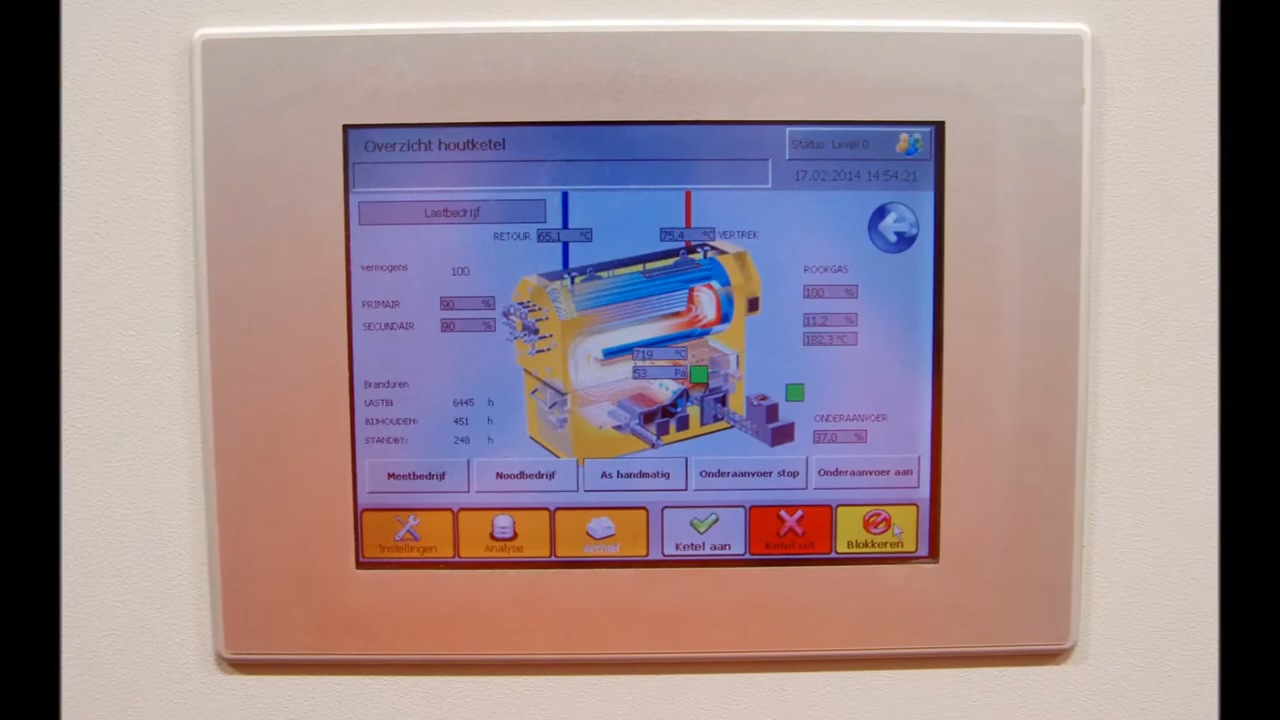 Overzicht houtketel
Status: Level 0
17.02.2014 14:54:21
Lastbedrijf
RETOUR 65,1 °C
75,4 °C VERTREK
vermogens 100
ROOKGAS
100 %
PRIMAIR 90 %
11,2 %
SECUNDAIR 90 %
182,3 °C
719 °C
53 Pa
Branduren
LASTBI 6445 h
BIJHOUDEN: 451 h
STANDBY: 248 h
ONDERAANVOER
37,0 %
Meetbedrijf
Noodbedrijf
As handmatig
Onderaanvoer stop
Onderaanvoer aan
Instellingen
Analyse
Archief
Ketel aan
Ketel uit
Blokkeren